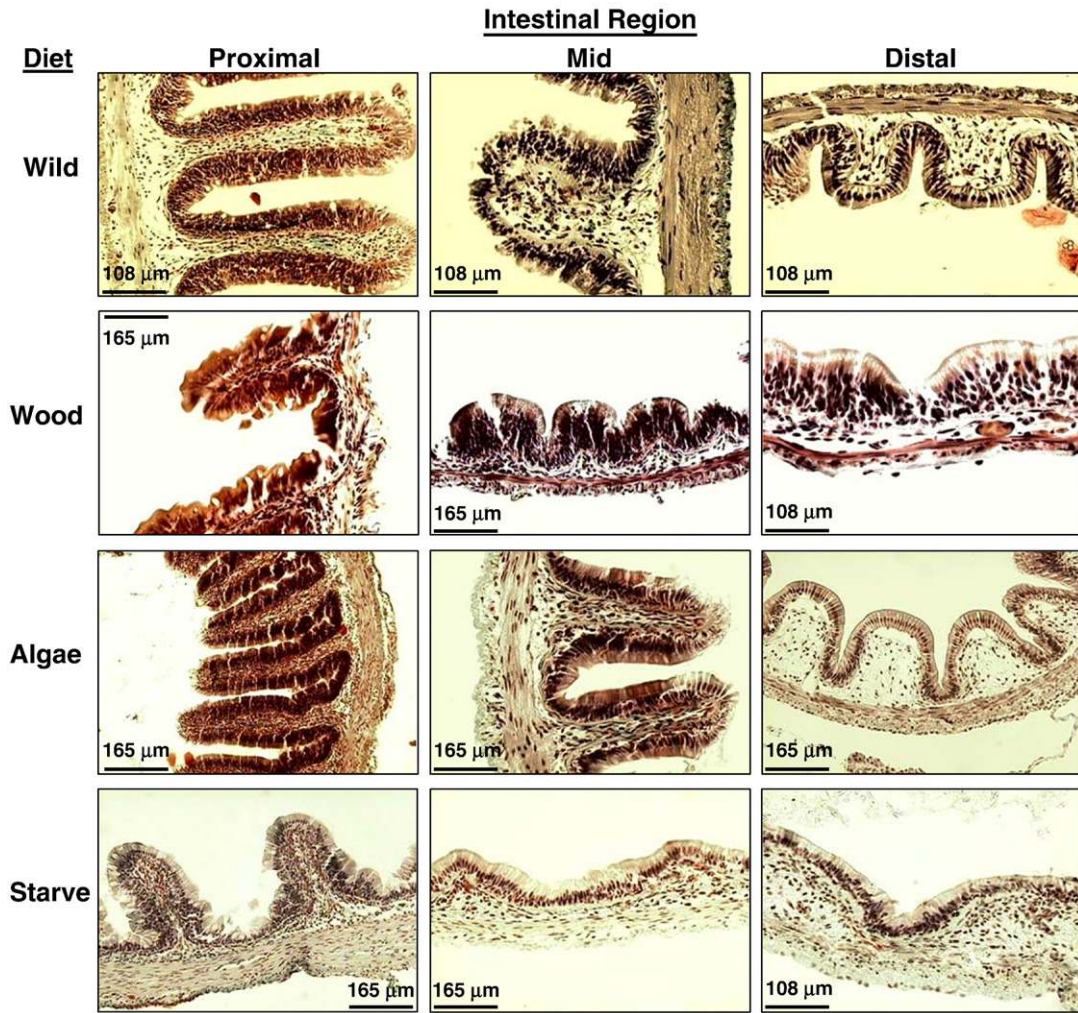 Intestinal Region
Diet Proximal Mid Distal
Wild
108 μm 108 μm 108 μm
Wood
165 μm
165 μm 108 μm
Algae
165 μm 165 μm 165 μm
Starve
165 μm 165 μm 108 μm